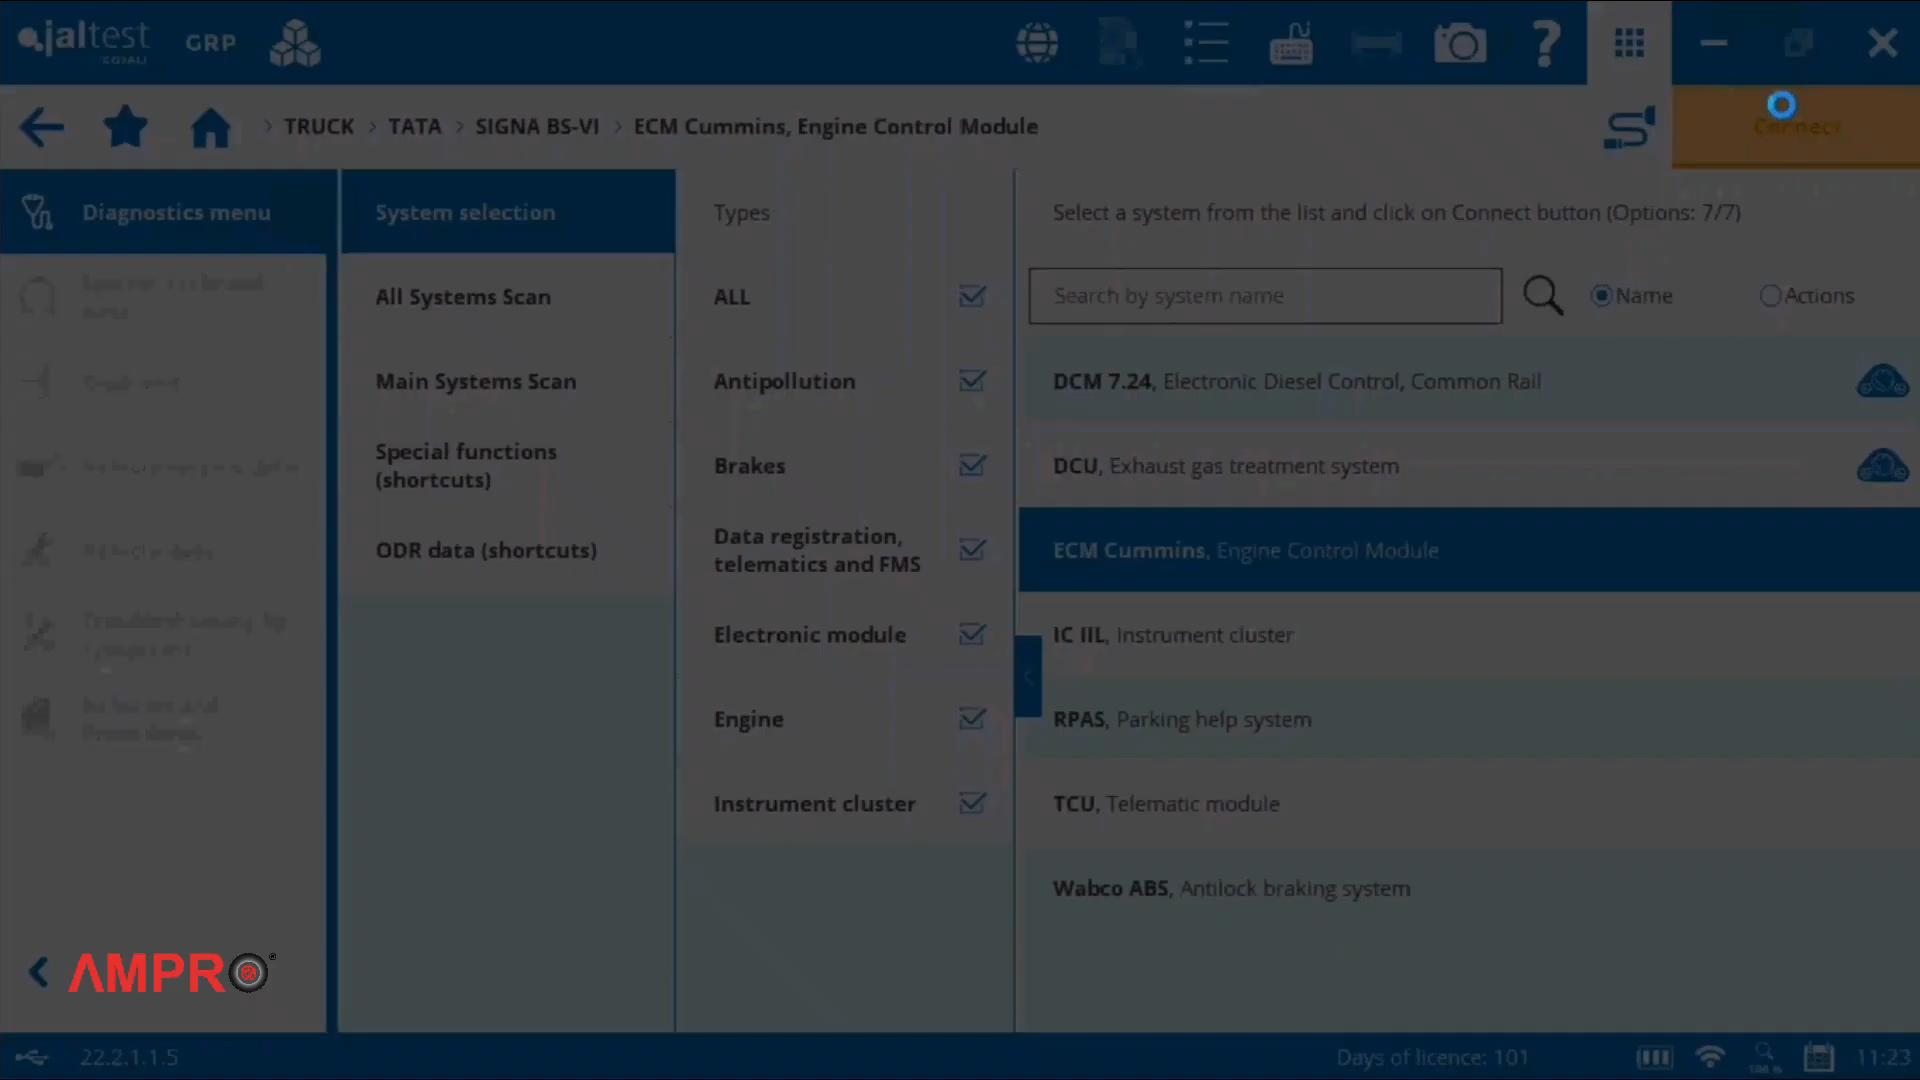 jaltest
COJALI
GRP
TRUCK > TATA > SIGNA BS-VI > ECM Cummins, Engine Control Module
Connect
Diagnostics menu
System selection
All Systems Scan
Main Systems Scan
Special functions
(shortcuts)
ODR data (shortcuts)
Types
ALL
Antipollution
Brakes
Data registration,
telematics and FMS
Electronic module
Engine
Instrument cluster
Select a system from the list and click on Connect button (Options: 7/7)
Search by system name
Name
Actions
DCM 7.24, Electronic Diesel Control, Common Rail
DCU, Exhaust gas treatment system
ECM Cummins, Engine Control Module
IC IIL, Instrument cluster
RPAS, Parking help system
TCU, Telematic module
Wabco ABS, Antilock braking system
AMPRO
22.2.1.1.5
Days of licence: 101
100 %
11:23